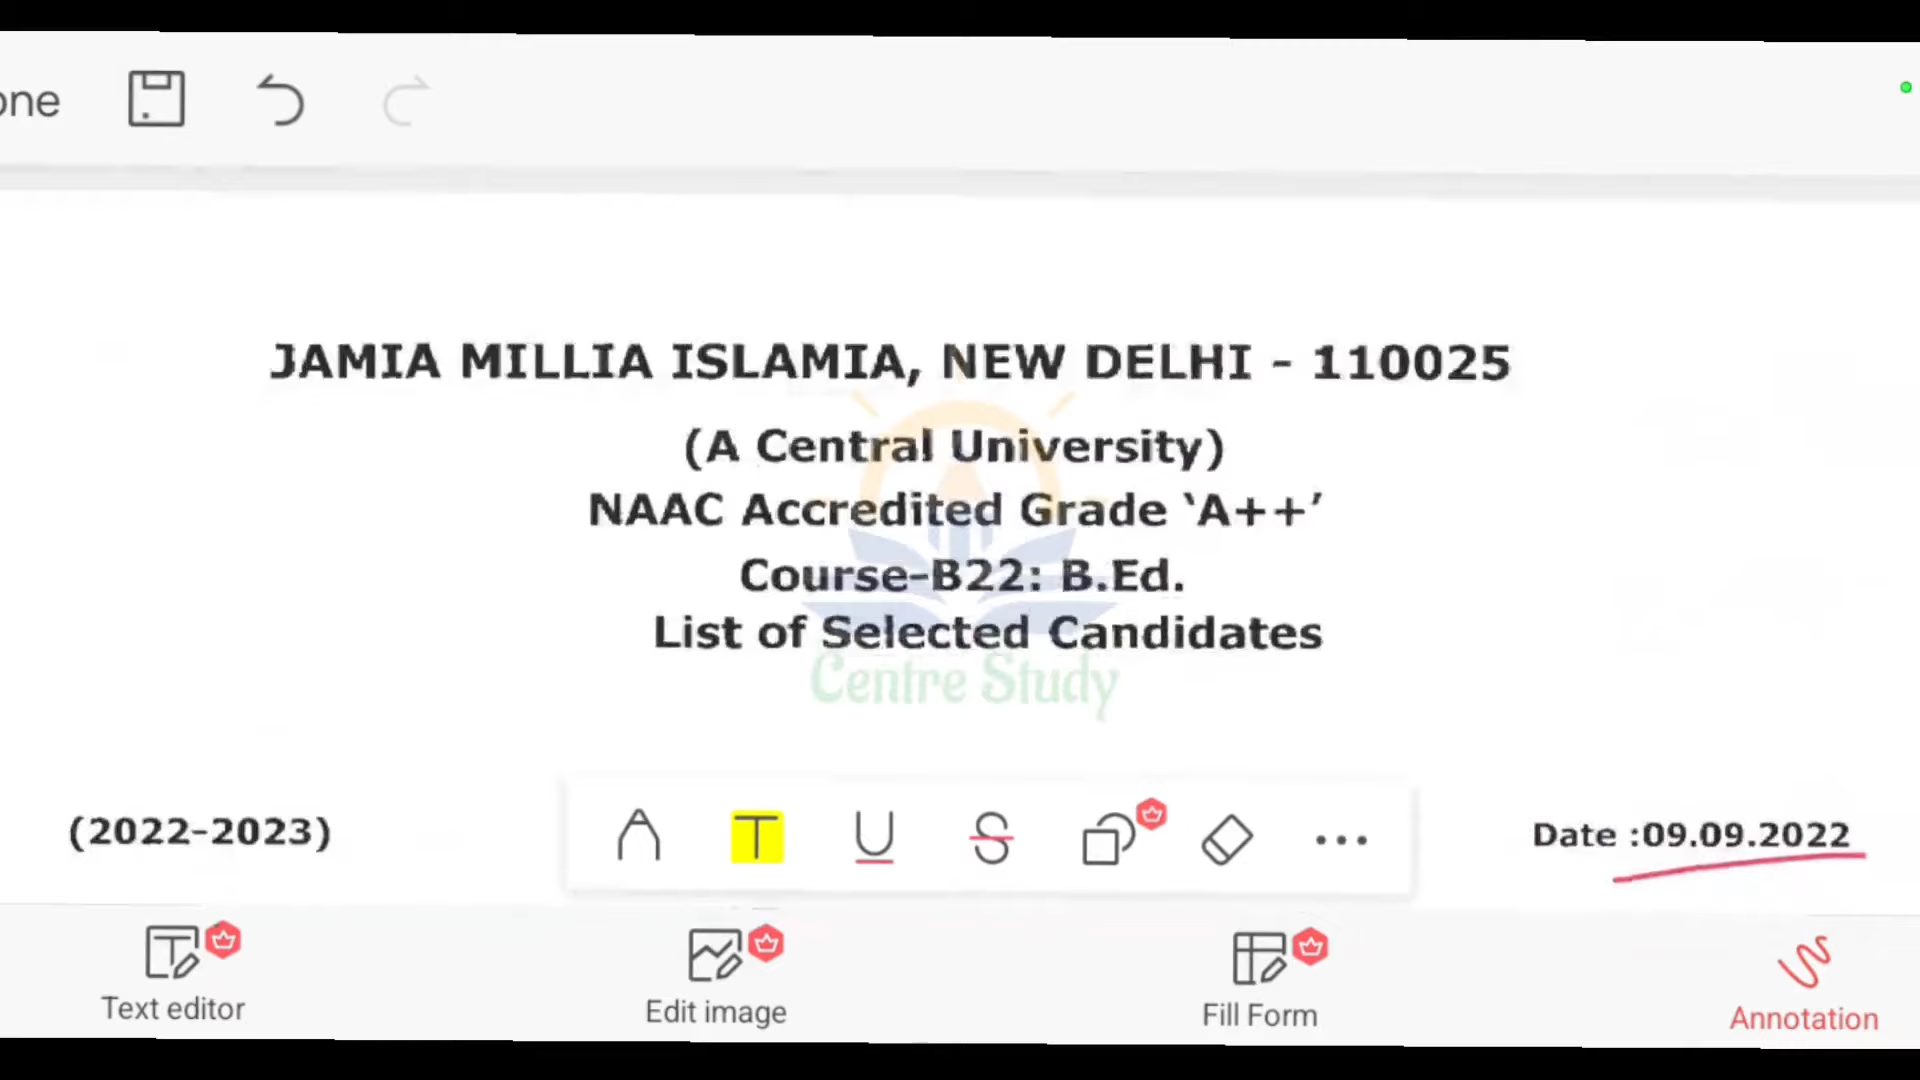 one
JAMIA MILLIA ISLAMIA, NEW DELHI - 110025
(A Central University)
NAAC Accredited Grade ‘A++’
Course-B22: B.Ed.
List of Selected Candidates
Centre Study
(2022-2023)
T U S
Date :09.09.2022
Text editor
Edit image
Fill Form
Annotation